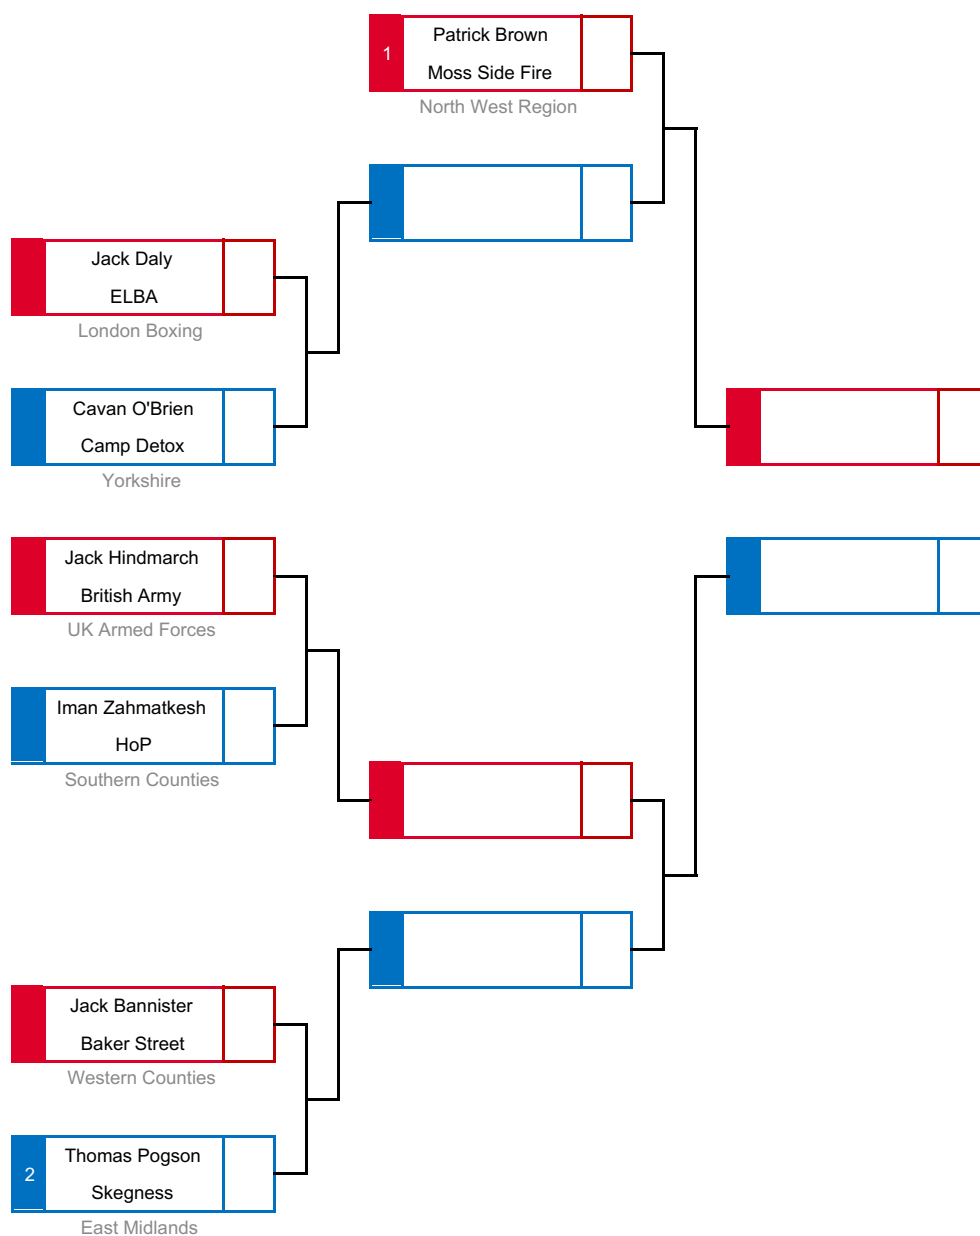 1
Patrick Brown
Moss Side Fire
North West Region
Jack Daly
ELBA
London Boxing
Cavan O'Brien
Camp Detox
Yorkshire
Jack Hindmarch
British Army
UK Armed Forces
Iman Zahmatkesh
HoP
Southern Counties
Jack Bannister
Baker Street
Western Counties
2
Thomas Pogson
Skegness
East Midlands